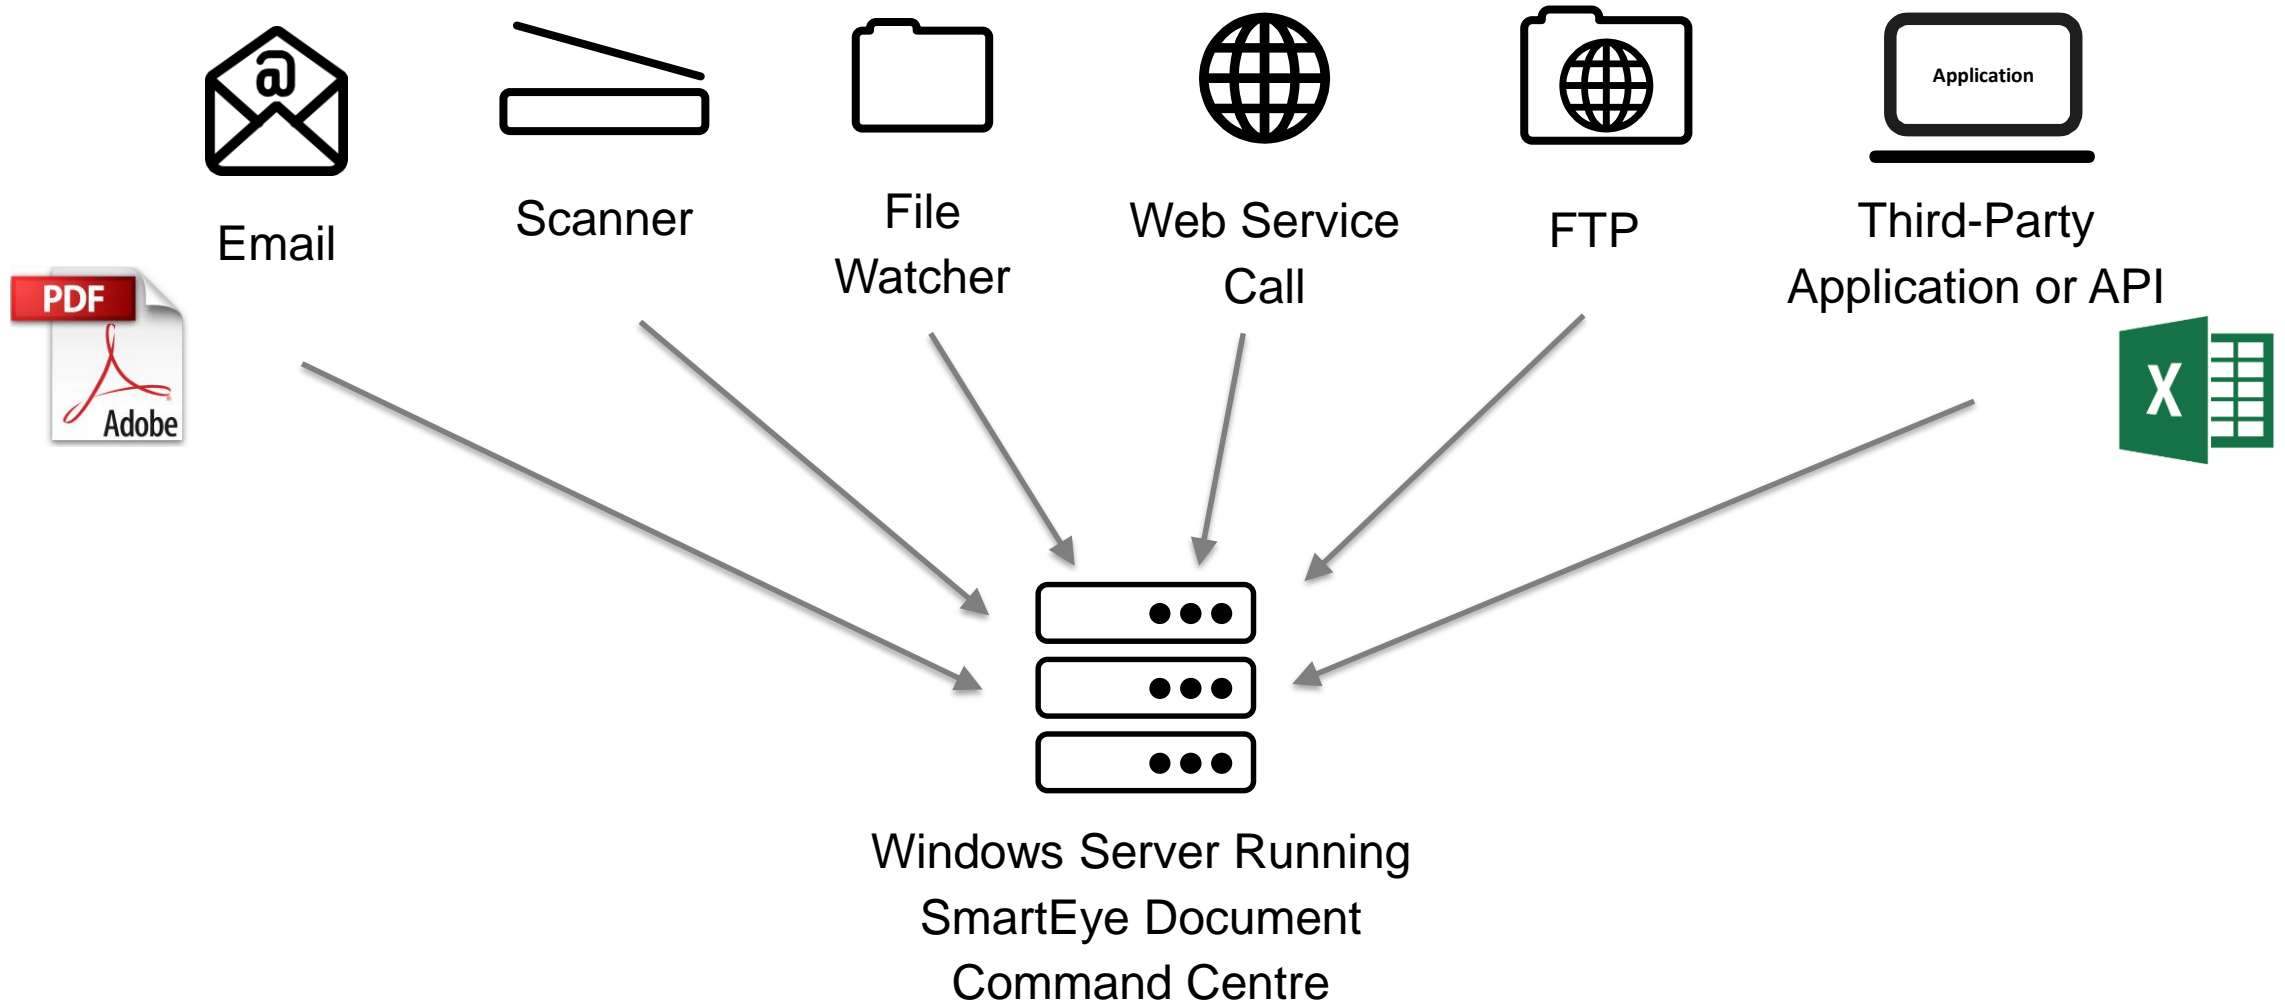 @
Application
Email
Scanner
File
Watcher
Web Service
Call
FTP
Third-Party
Application or API
PDF
Adobe
X
Windows Server Running
SmartEye Document
Command Centre